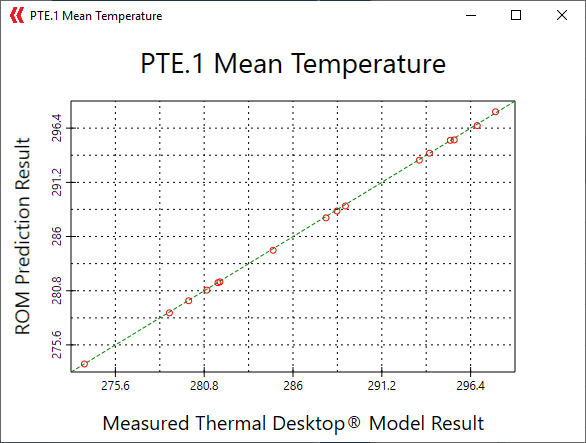 PTE.1 Mean Temperature
PTE.1 Mean Temperature
ROM Prediction Result
296.4
291.2
286
280.8
275.6
275.6 280.8 286 291.2 296.4
Measured Thermal Desktop® Model Result